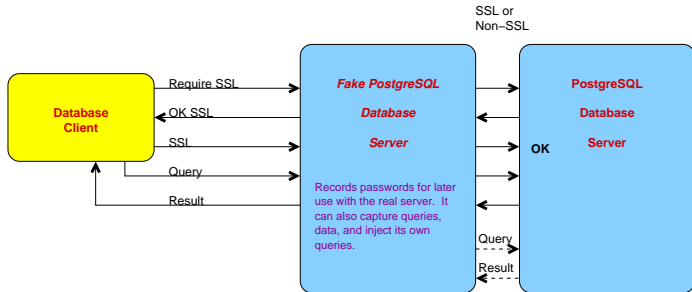 SSL or
Non−SSL
Require SSL
Fake PostgreSQL
PostgreSQL
Database
Client
OK SSL
Database
Database
SSL
Server
OK
Server
Query
Result
Records passwords for later
use with the real server. It
can also capture queries,
data, and inject its own
queries.
Query
Result